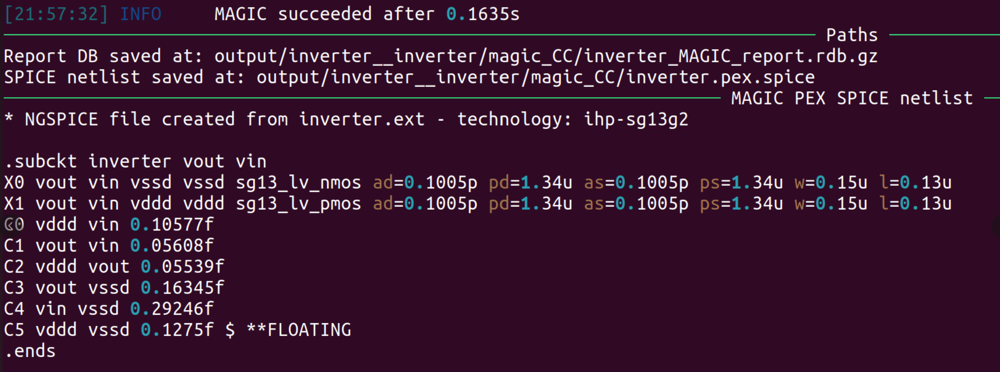 [21:57:32] INFO     MAGIC succeeded after 0.1635s
Paths
Report DB saved at: output/inverter__inverter/magic_CC/inverter_MAGIC_report.rdb.gz
SPICE netlist saved at: output/inverter__inverter/magic_CC/inverter.pex.spice
MAGIC PEX SPICE netlist
* NGSPICE file created from inverter.ext - technology: ihp-sg13g2
.subckt inverter vout vin
X0 vout vin vssd vssd sg13_lv_nmos ad=0.1005p pd=1.34u as=0.1005p ps=1.34u w=0.15u l=0.13u
X1 vout vin vddd vddd sg13_lv_pmos ad=0.1005p pd=1.34u as=0.1005p ps=1.34u w=0.15u l=0.13u
C0 vddd vin 0.10577f
C1 vout vin 0.05608f
C2 vddd vout 0.05539f
C3 vout vssd 0.16345f
C4 vin vssd 0.29246f
C5 vddd vssd 0.1275f $ **FLOATING
.ends